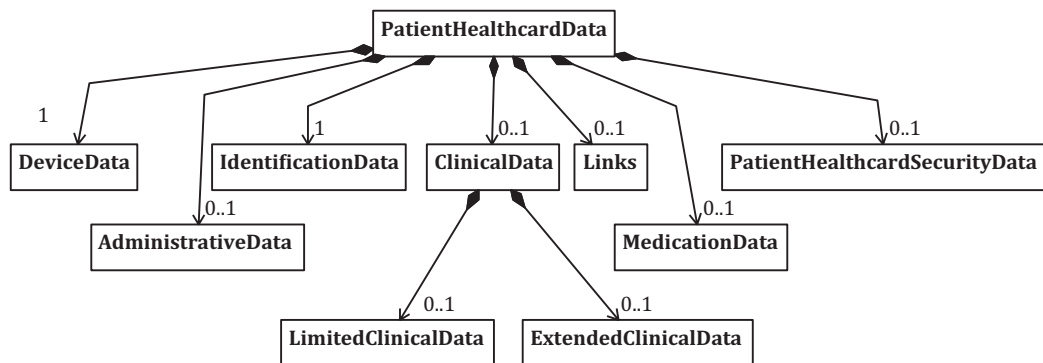 PatientHealthcardData
1
1
0..1
0..1
0..1
DeviceData
IdentificationData
ClinicalData
Links
PatientHealthcardSecurityData
0..1
0..1
AdministrativeData
MedicationData
0..1
0..1
LimitedClinicalData
ExtendedClinicalData